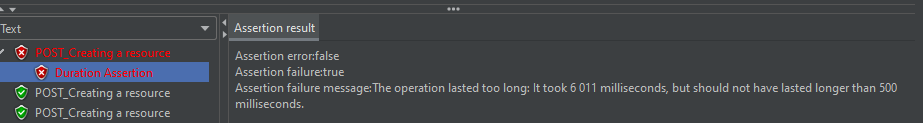 Text
Assertion result
POST_Creating a resource
Duration Assertion
POST_Creating a resource
POST_Creating a resource
Assertion error:false
Assertion failure:true
Assertion failure message:The operation lasted too long: It took 6 011 milliseconds, but should not have lasted longer than 500
milliseconds.